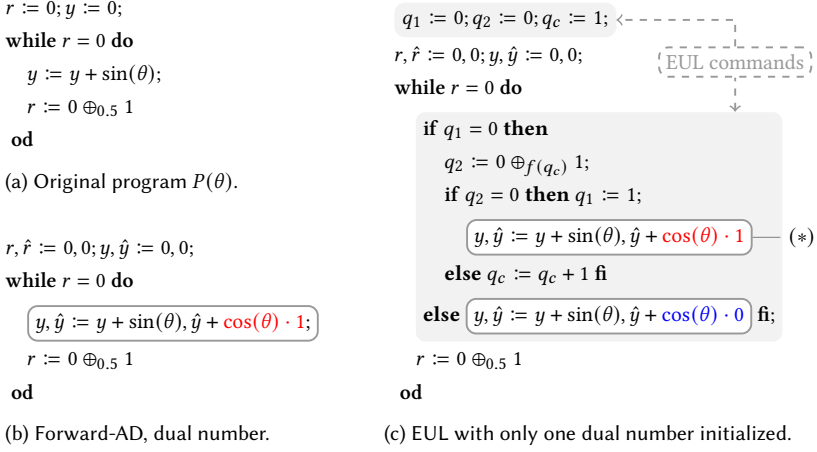 r := 0; y := 0;
while r = 0 do
y := y + sin(θ);
r := 0 ⊕0.5 1
od
(a) Original program P(θ).
r, r̂ := 0, 0; y, ŷ := 0, 0;
while r = 0 do
y, ŷ := y + sin(θ), ŷ + cos(θ) · 1;
r := 0 ⊕0.5 1
od
(b) Forward-AD, dual number.
q1 := 0; q2 := 0; qc := 1;
r, r̂ := 0, 0; y, ŷ := 0, 0;
EUL commands
while r = 0 do
if q1 = 0 then
q2 := 0 ⊕f(qc) 1;
if q2 = 0 then q1 := 1;
y, ŷ := y + sin(θ), ŷ + cos(θ) · 1 (∗)
else qc := qc + 1 fi
else y, ŷ := y + sin(θ), ŷ + cos(θ) · 0 fi;
r := 0 ⊕0.5 1
od
(c) EUL with only one dual number initialized.